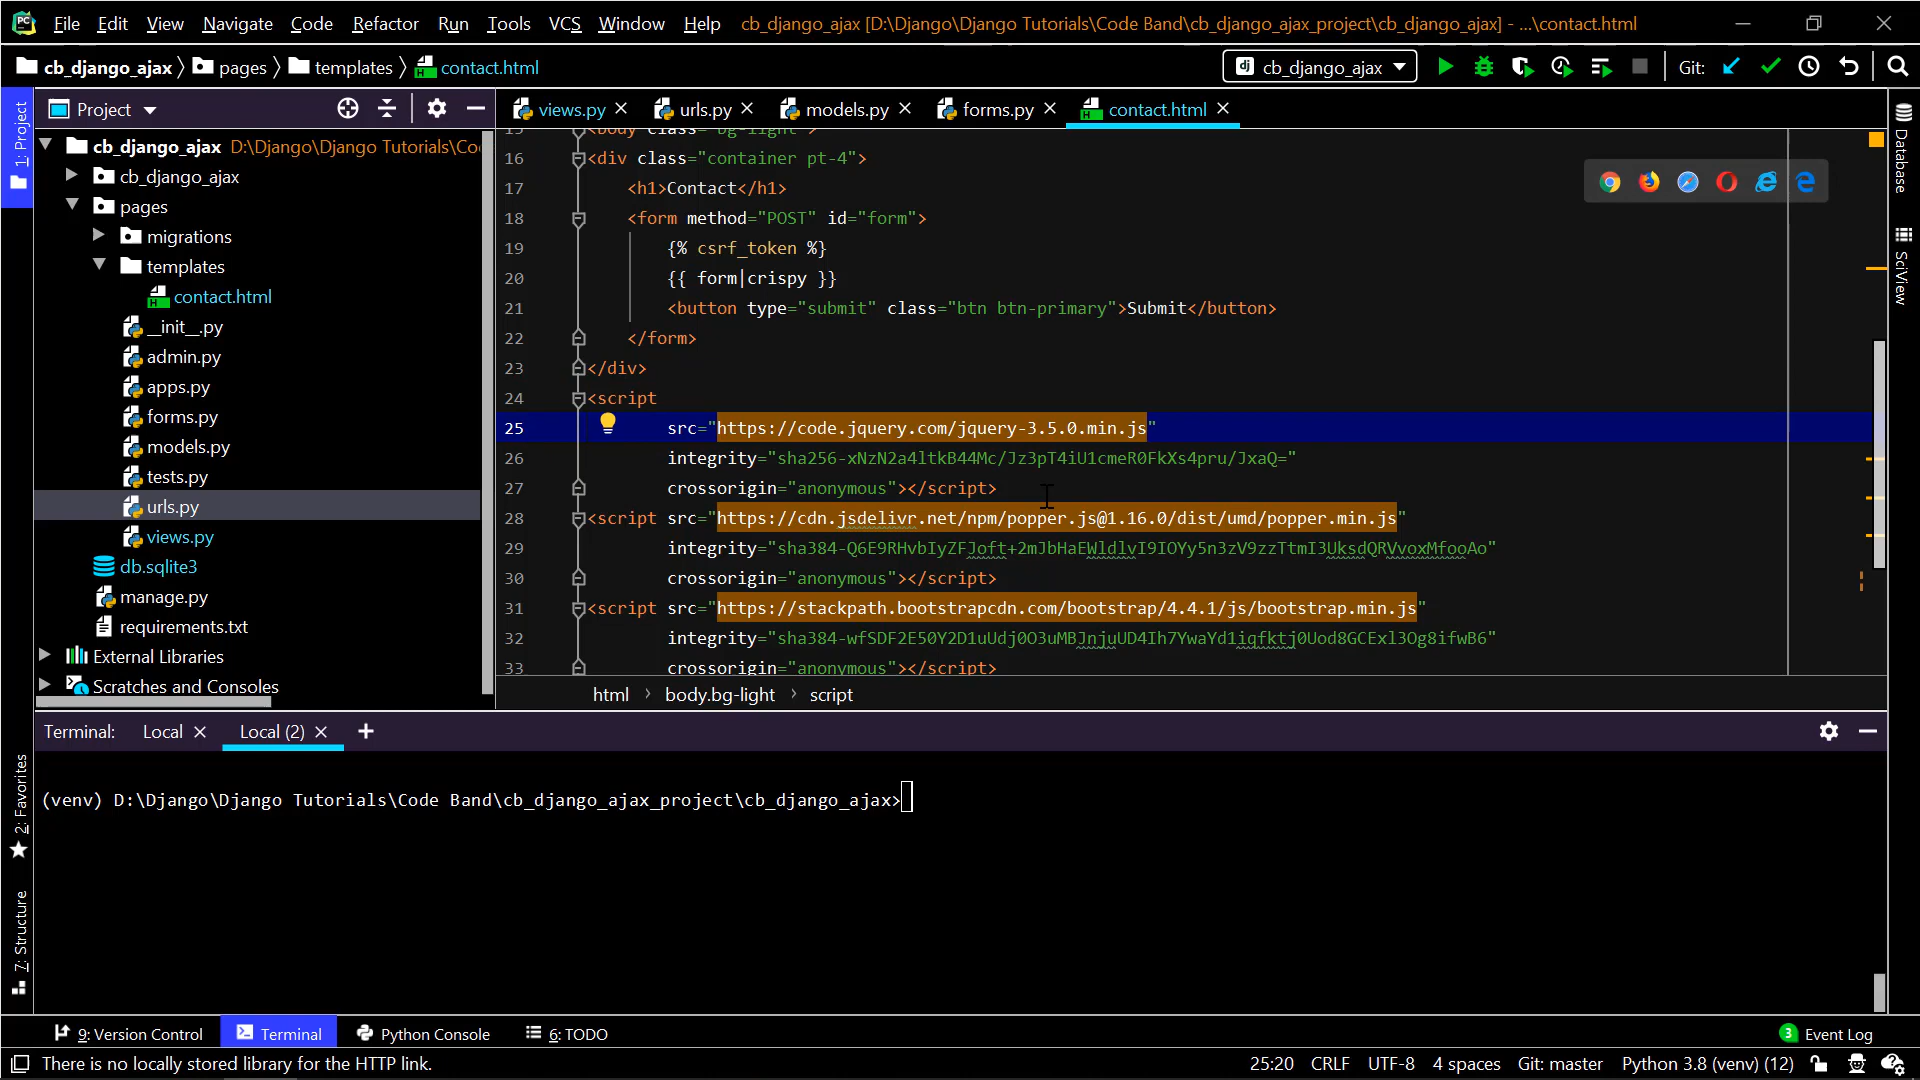 File Edit View Navigate Code Refactor Run Tools VCS Window Help cb_django_ajax [D:\Django\Django Tutorials\Code Band\cb_django_ajax_project\cb_django_ajax] - ...\contact.html
cb_django_ajax pages templates contact.html
cb_django_ajax Git:
Project
views.py urls.py models.py forms.py contact.html
1: Project
cb_django_ajax D:\Django\Django Tutorials\Co
cb_django_ajax
pages
migrations
templates
contact.html
__init__.py
admin.py
apps.py
forms.py
models.py
tests.py
urls.py
views.py
db.sqlite3
manage.py
requirements.txt
External Libraries
Scratches and Consoles
16 <div class="container pt-4">
17 <h1>Contact</h1>
18 <form method="POST" id="form">
19 {% csrf_token %}
20 {{ form|crispy }}
21 <button type="submit" class="btn btn-primary">Submit</button>
22 </form>
23 </div>
24 <script
25 src="https://code.jquery.com/jquery-3.5.0.min.js"
26 integrity="sha256-xNzN2a4ltkB44Mc/Jz3pT4iU1cmeR0FkXs4pru/JxaQ="
27 crossorigin="anonymous"></script>
28 <script src="https://cdn.jsdelivr.net/npm/popper.js@1.16.0/dist/umd/popper.min.js"
29 integrity="sha384-Q6E9RHvbIyZFJoft+2mJbHaEWldlvI9IOYy5n3zV9zzTtmI3UksdQRVvoxMfooAo"
30 crossorigin="anonymous"></script>
31 <script src="https://stackpath.bootstrapcdn.com/bootstrap/4.4.1/js/bootstrap.min.js"
32 integrity="sha384-wfSDF2E50Y2D1uUdj0O3uMBJnjuUD4Ih7YwaYd1iqfktj0Uod8GCExl3Og8ifwB6"
33 crossorigin="anonymous"></script>
html body.bg-light script
Database
SciView
Terminal: Local Local (2)
(venv) D:\Django\Django Tutorials\Code Band\cb_django_ajax_project\cb_django_ajax>
2: Favorites
7: Structure
9: Version Control Terminal Python Console 6: TODO 3 Event Log
There is no locally stored library for the HTTP link. 25:20 CRLF UTF-8 4 spaces Git: master Python 3.8 (venv) (12)